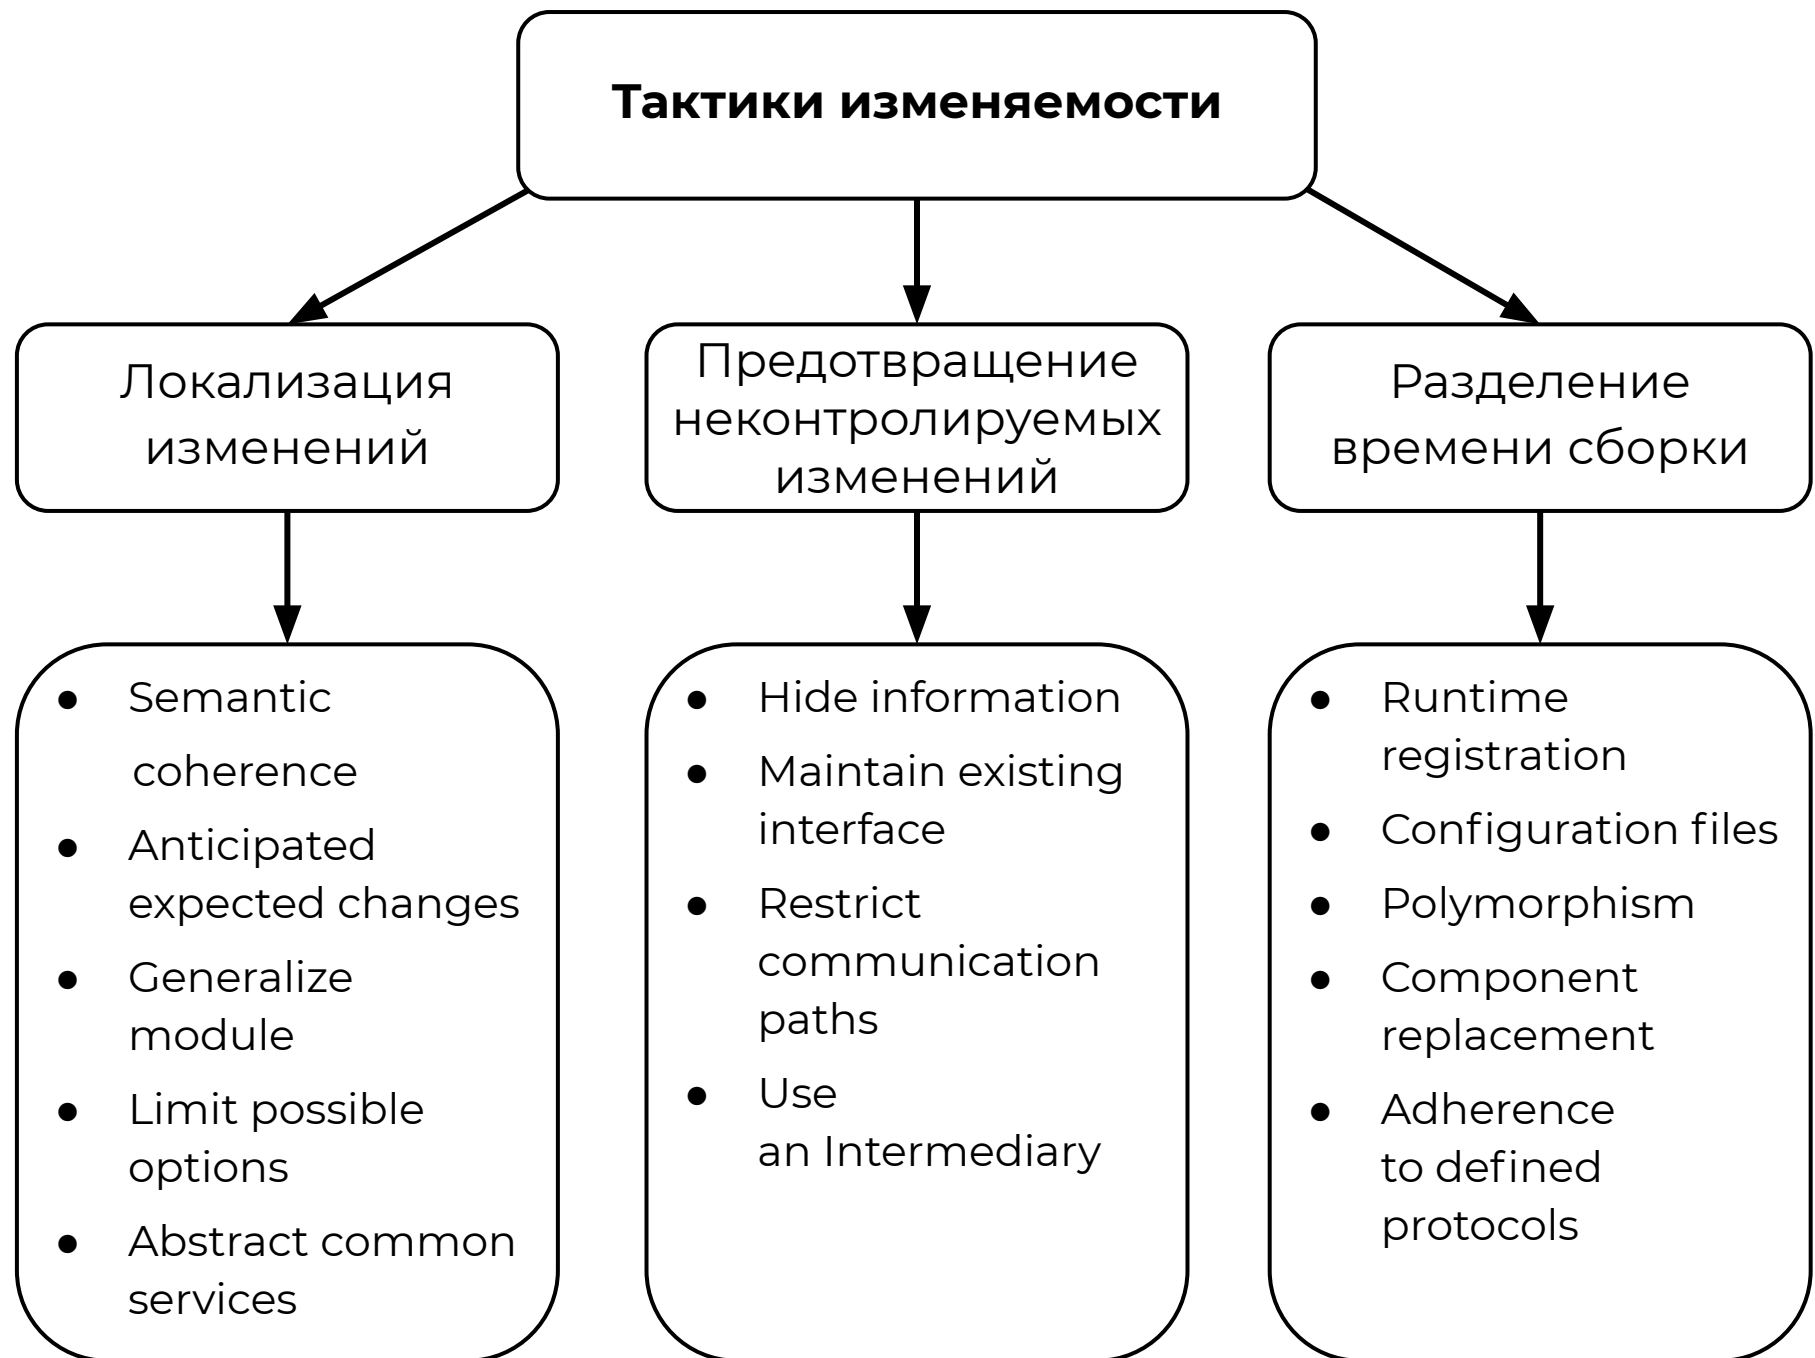 Тактики изменяемости
Локализация
изменений
Предотвращение
неконтролируемых
изменений
Разделение
времени сборки
● Semantic
coherence
● Anticipated
expected changes
● Generalize
module
● Limit possible
options
● Abstract common
services
● Hide information
● Maintain existing
interface
● Restrict
communication
paths
● Use
an Intermediary
● Runtime
registration
● Configuration files
● Polymorphism
● Component
replacement
● Adherence
to defined
protocols